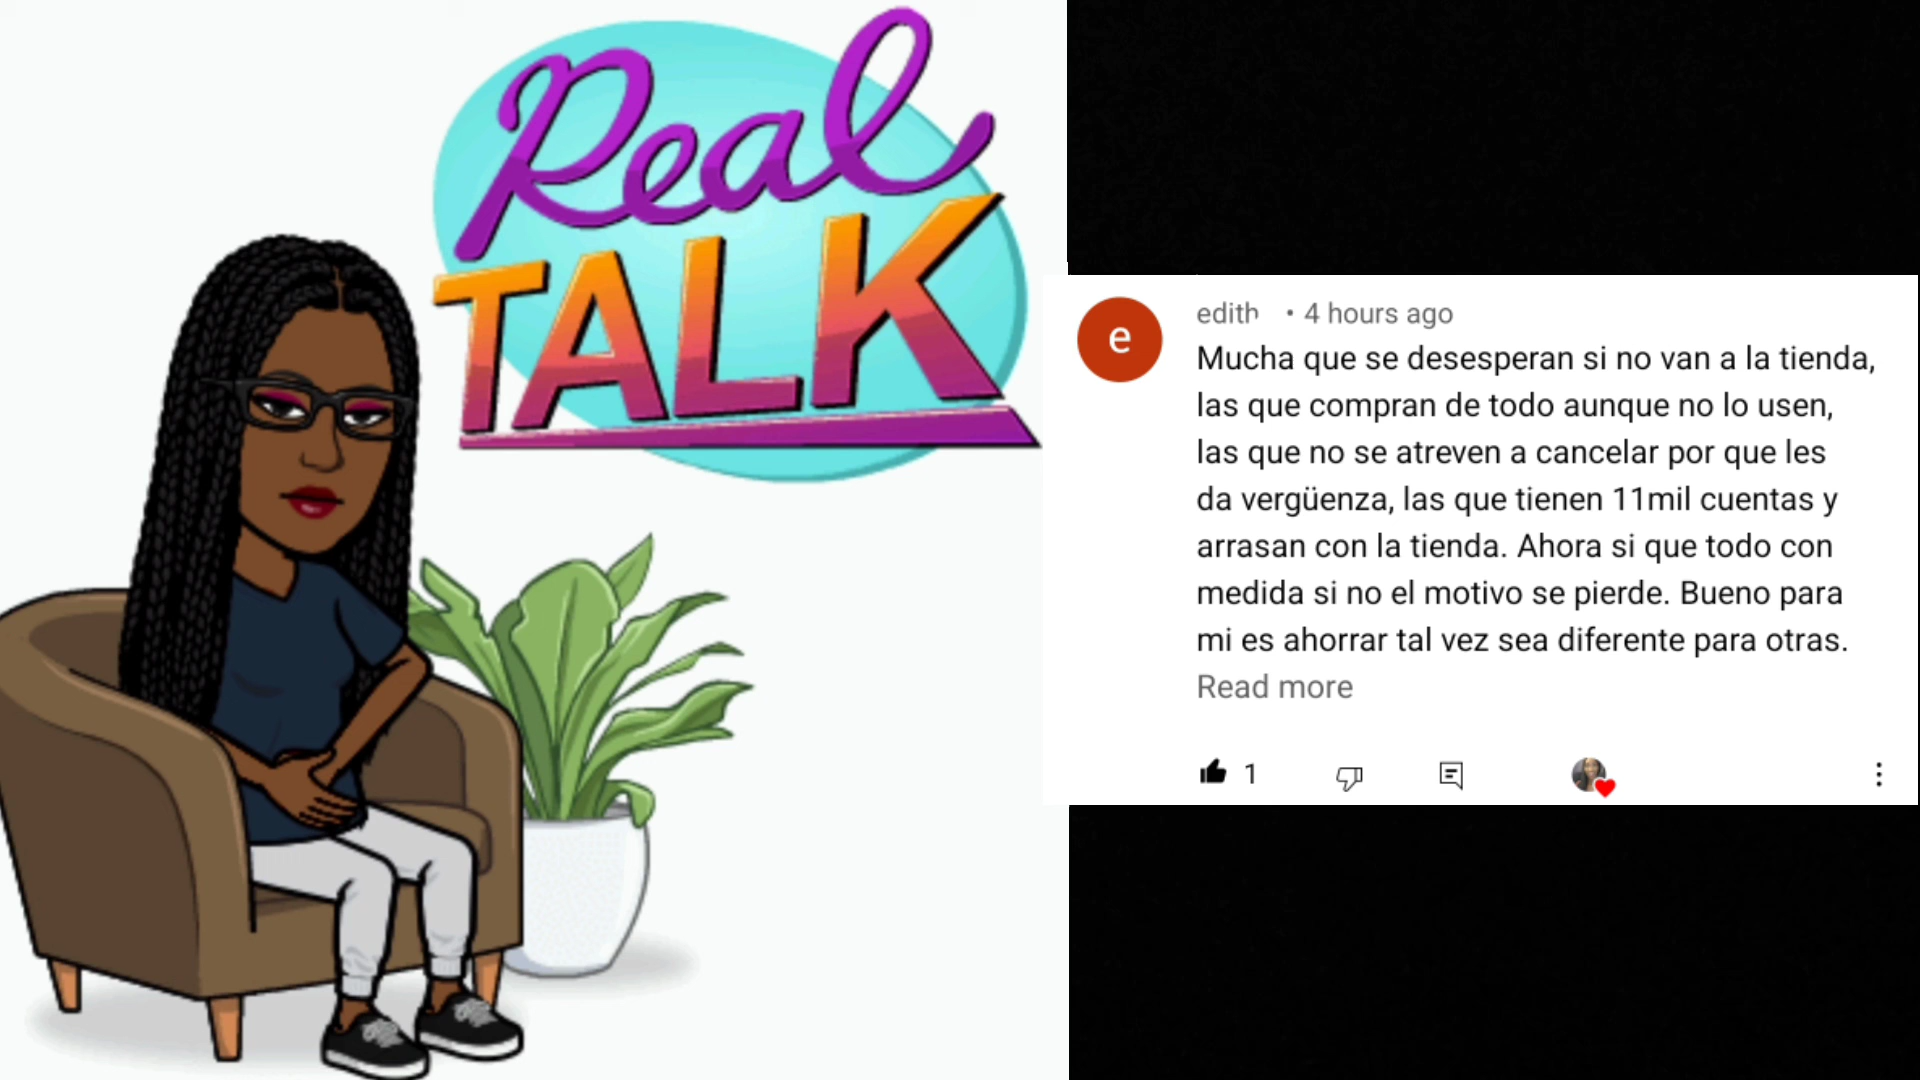 Real
TALK
e
edith • 4 hours ago
Mucha que se desesperan si no van a la tienda,
las que compran de todo aunque no lo usen,
las que no se atreven a cancelar por que les
da vergüenza, las que tienen 11mil cuentas y
arrasan con la tienda. Ahora si que todo con
medida si no el motivo se pierde. Bueno para
mi es ahorrar tal vez sea diferente para otras.
Read more
1